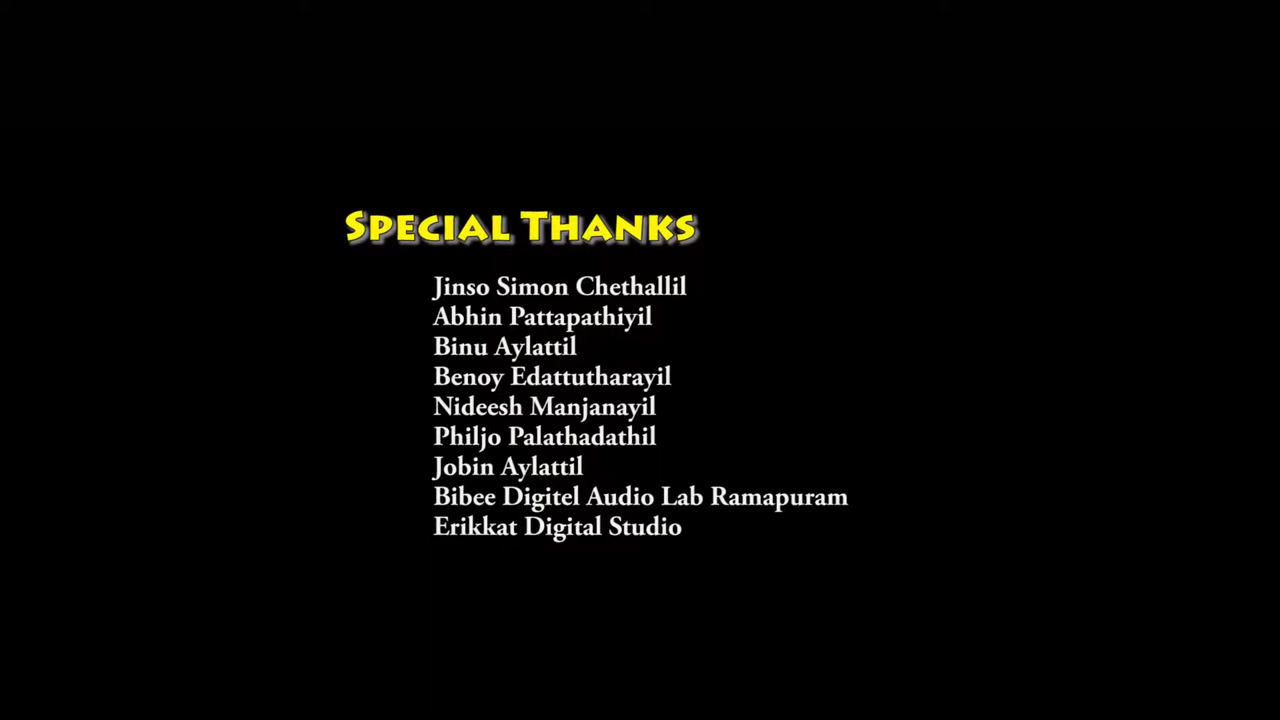 Special Thanks
Jinso Simon Chethallil
Abhin Pattapathiyil
Binu Aylattil
Benoy Edattutharayil
Nideesh Manjanayil
Philjo Palathadathil
Jobin Aylattil
Bibee Digitel Audio Lab Ramapuram
Erikkat Digital Studio